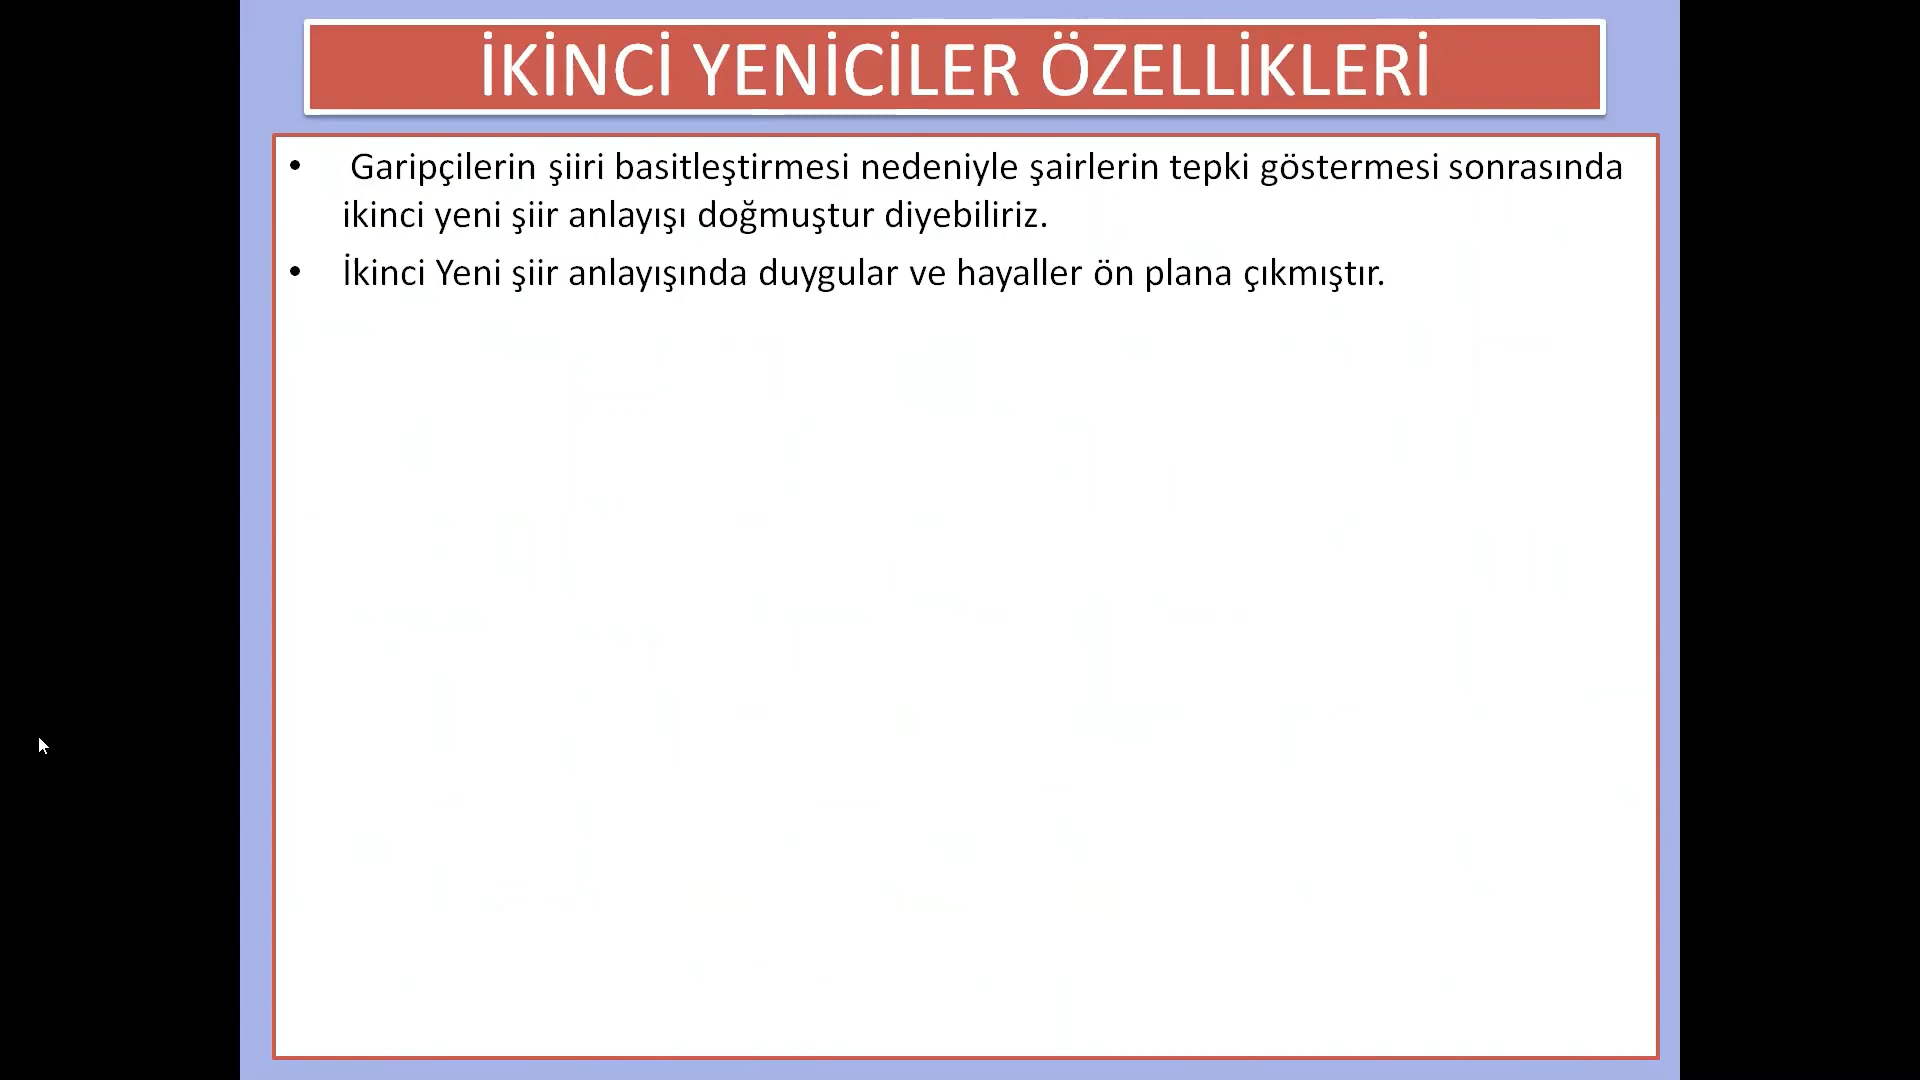 İKİNCİ YENİCİLER ÖZELLİKLERİ
• Garipçilerin şiiri basitleştirmesi nedeniyle şairlerin tepki göstermesi sonrasında
ikinci yeni şiir anlayışı doğmuştur diyebiliriz.
• İkinci Yeni şiir anlayışında duygular ve hayaller ön plana çıkmıştır.